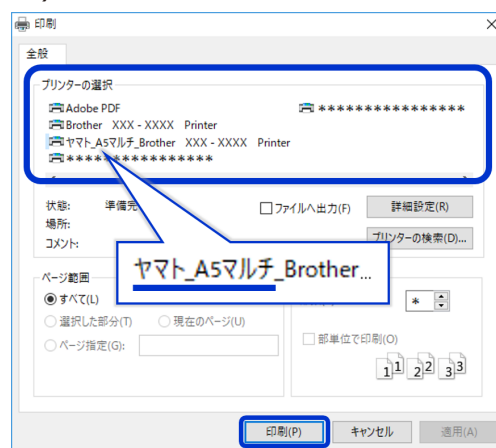 印刷
全般
プリンターの選択
Adobe PDF
****************
Brother XXX-XXXX Printer
ヤマト_A5マルチ_Brother XXX-XXXX Printer
****************
状態: 準備完
場所:
コメント:
ファイルへ出力(F)
詳細設定(R)
プリンターの検索(D)...
ヤマト_A5マルチ_Brother...
ページ範囲
すべて(L)
選択した部分(T)
現在のページ(U)
ページ指定(G):
*
部単位で印刷(O)
1 1 2 2 3 3
印刷(P)
キャンセル
適用(A)